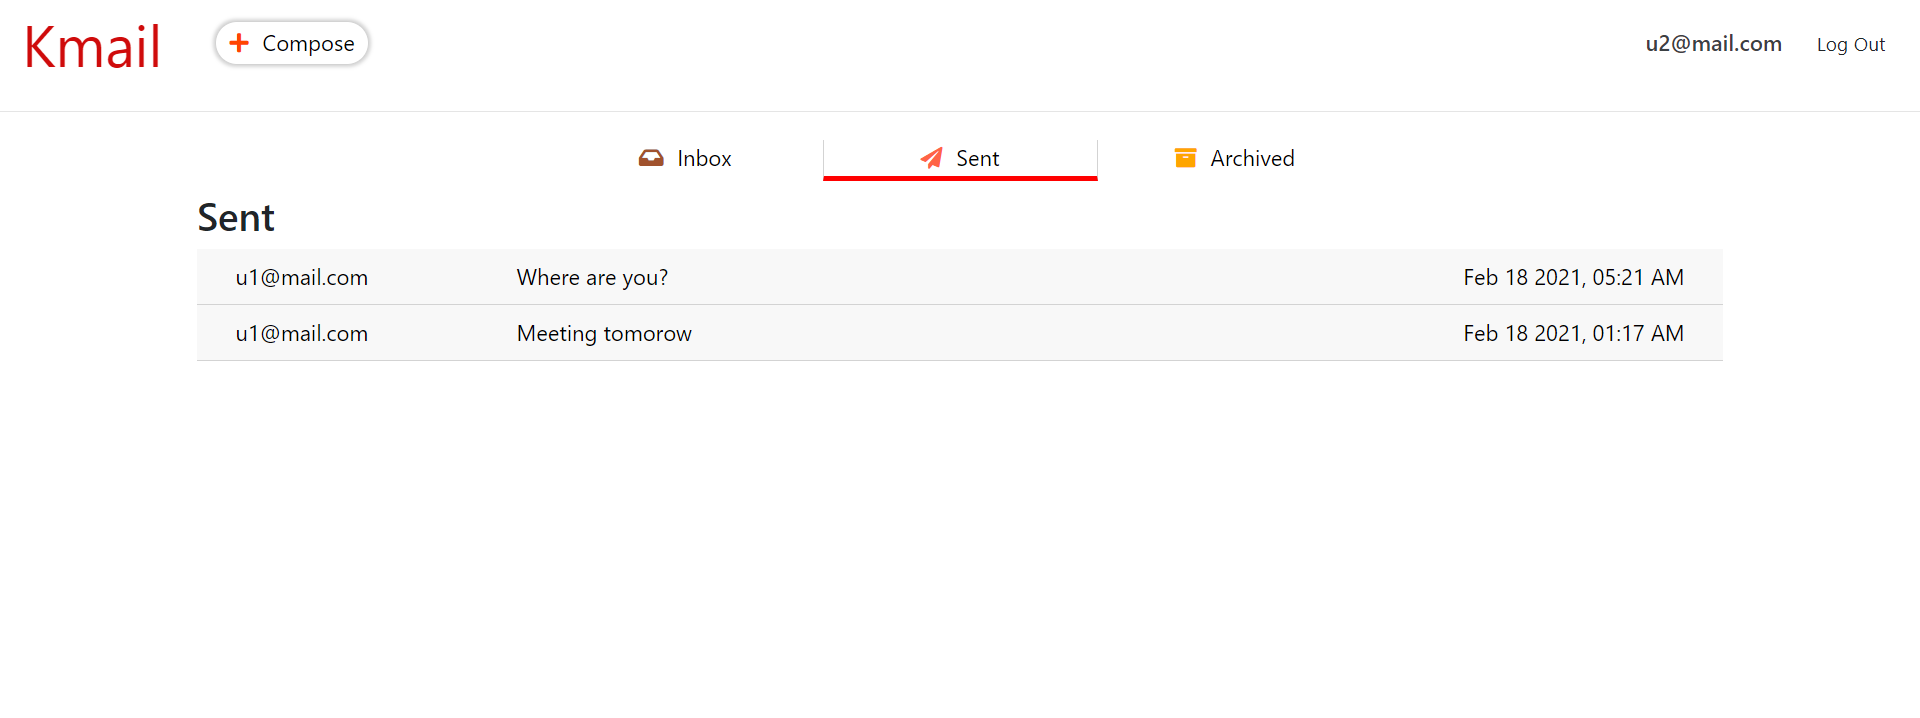 Kmail
Compose
u2@mail.com
Log Out
Inbox
Sent
Archived
Sent
u1@mail.com Where are you? Feb 18 2021, 05:21 AM
u1@mail.com Meeting tomorow Feb 18 2021, 01:17 AM